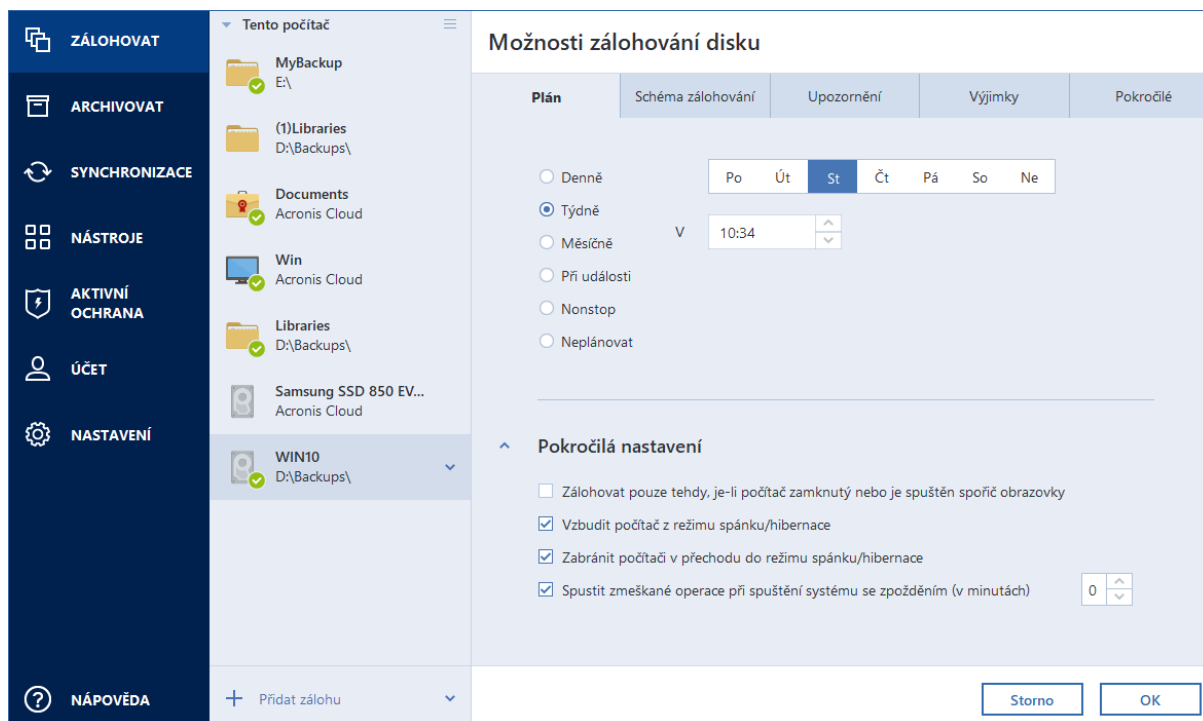 ZÁLOHOVAT
ARCHIVOVAT
SYNCHRONIZACE
NÁSTROJE
AKTIVNÍ
OCHRANA
ÚČET
NASTAVENÍ
NÁPOVĚDA
Tento počítač
MyBackup
E:\
(1)Libraries
D:\Backups\
Documents
Acronis Cloud
Win
Acronis Cloud
Libraries
D:\Backups\
Samsung SSD 850 EV...
Acronis Cloud
WIN10
D:\Backups\
Přidat zálohu
Možnosti zálohování disku
Plán Schéma zálohování Upozornění Výjimky Pokročilé
Denně
Týdně
Měsíčně
Při události
Nonstop
Neplánovat
Po Út St Čt Pá So Ne
V 10:34
Pokročilá nastavení
Zálohovat pouze tehdy, je-li počítač zamknutý nebo je spuštěn spořič obrazovky
Vzbudit počítač z režimu spánku/hibernace
Zabránit počítači v přechodu do režimu spánku/hibernace
Spustit zmeškané operace při spuštění systému se zpožděním (v minutách) 0
Storno OK